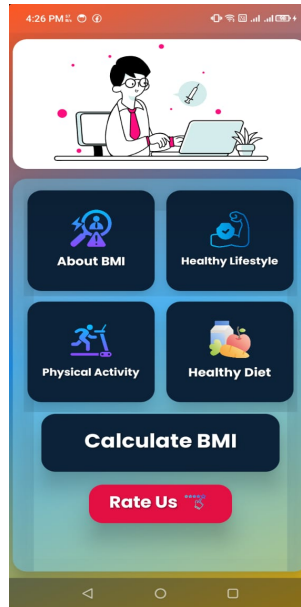 4:26 PM
About BMI
Healthy Lifestyle
Physical Activity
Healthy Diet
Calculate BMI
Rate Us